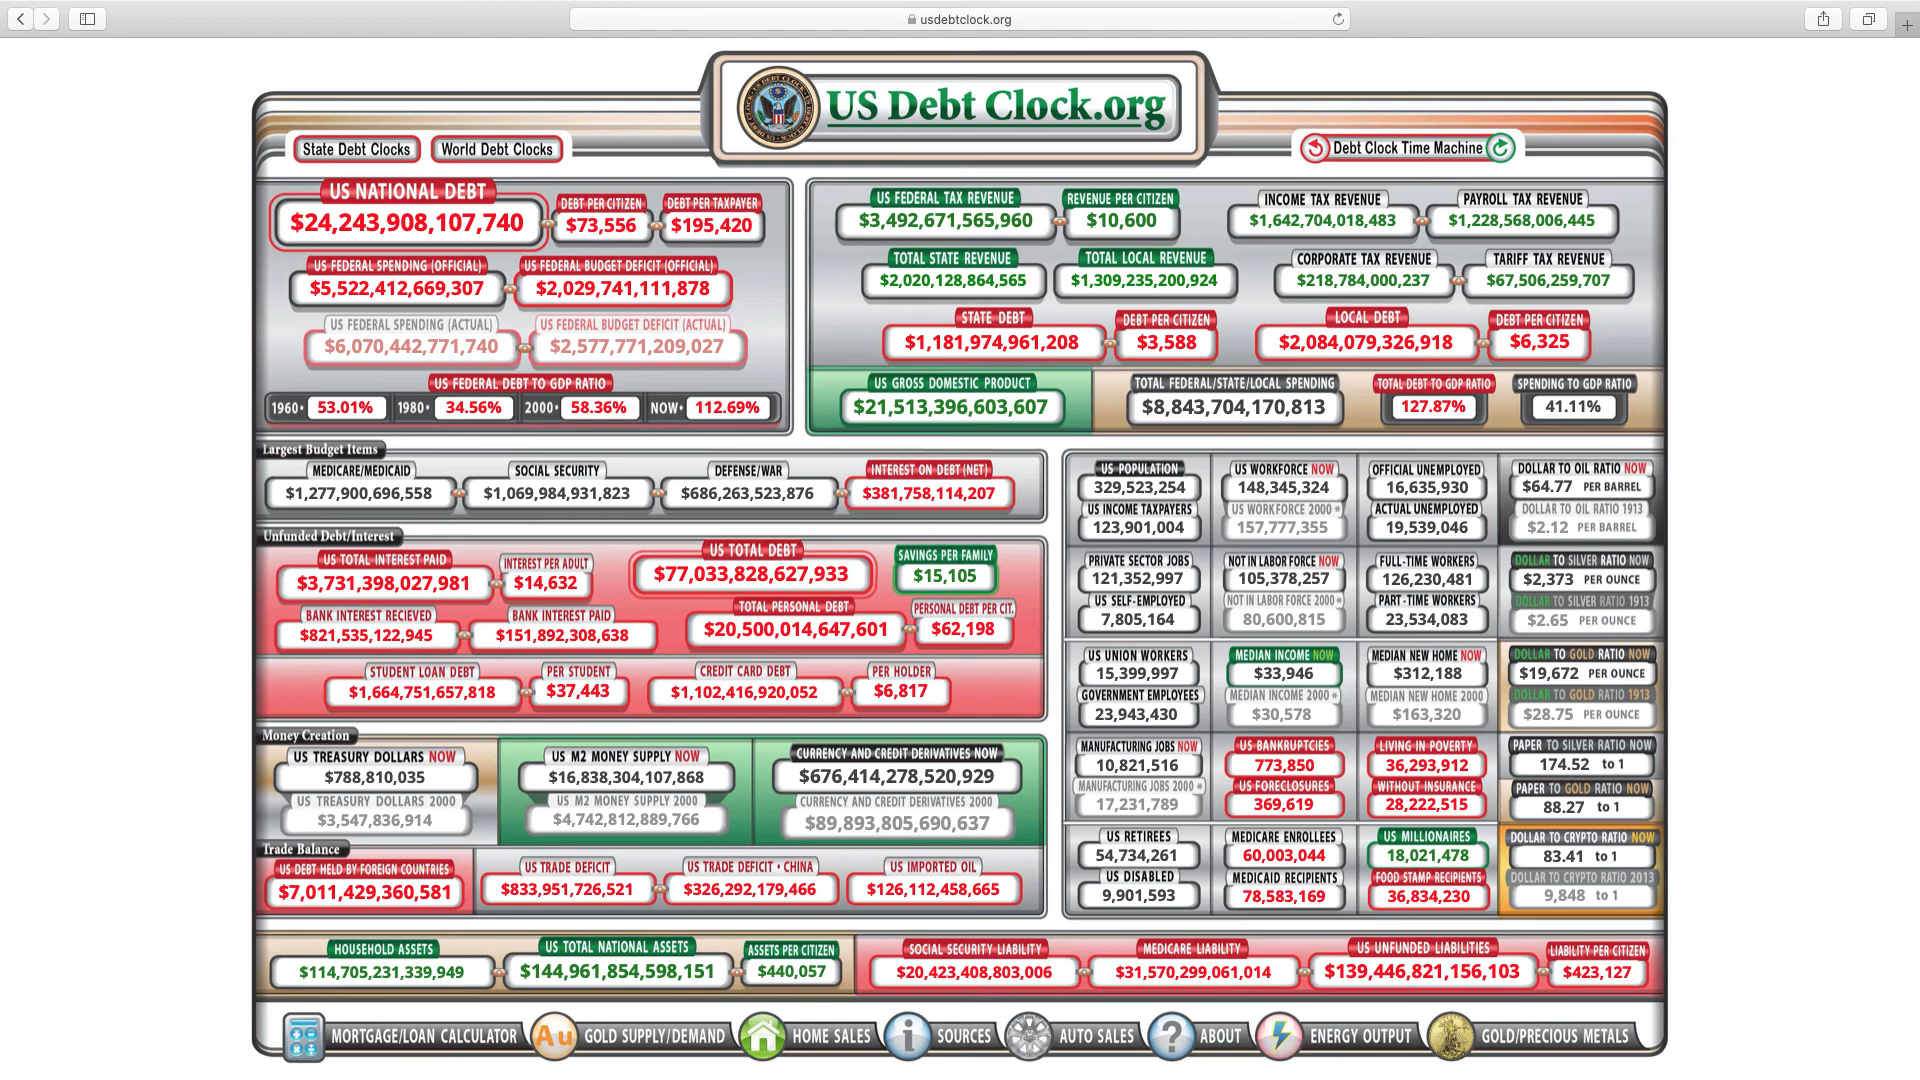 usdebtclock.org
US Debt Clock.org
State Debt Clocks
World Debt Clocks
Debt Clock Time Machine
US NATIONAL DEBT
$24,243,908,107,740
DEBT PER CITIZEN
$73,556
DEBT PER TAXPAYER
$195,420
US FEDERAL SPENDING (OFFICIAL)
$5,522,412,669,307
US FEDERAL BUDGET DEFICIT (OFFICIAL)
$2,029,741,111,878
US FEDERAL SPENDING (ACTUAL)
$6,070,442,771,740
US FEDERAL BUDGET DEFICIT (ACTUAL)
$2,577,771,209,027
US FEDERAL DEBT TO GDP RATIO
1960• 53.01% 1980• 34.56% 2000• 58.36% NOW• 112.69%
US FEDERAL TAX REVENUE
$3,492,671,565,960
REVENUE PER CITIZEN
$10,600
INCOME TAX REVENUE
$1,642,704,018,483
PAYROLL TAX REVENUE
$1,228,568,006,445
TOTAL STATE REVENUE
$2,020,128,864,565
TOTAL LOCAL REVENUE
$1,309,235,200,924
CORPORATE TAX REVENUE
$218,784,000,237
TARIFF TAX REVENUE
$67,506,259,707
STATE DEBT
$1,181,974,961,208
DEBT PER CITIZEN
$3,588
LOCAL DEBT
$2,084,079,326,918
DEBT PER CITIZEN
$6,325
US GROSS DOMESTIC PRODUCT
$21,513,396,603,607
TOTAL FEDERAL/STATE/LOCAL SPENDING
$8,843,704,170,813
TOTAL DEBT TO GDP RATIO
127.87%
SPENDING TO GDP RATIO
41.11%
Largest Budget Items
MEDICARE/MEDICAID
$1,277,900,696,558
SOCIAL SECURITY
$1,069,984,931,823
DEFENSE/WAR
$686,263,523,876
INTEREST ON DEBT (NET)
$381,758,114,207
Unfunded Debt/Interest
US TOTAL INTEREST PAID
$3,731,398,027,981
INTEREST PER ADULT
$14,632
US TOTAL DEBT
$77,033,828,627,933
SAVINGS PER FAMILY
$15,105
BANK INTEREST RECIEVED
$821,535,122,945
BANK INTEREST PAID
$151,892,308,638
TOTAL PERSONAL DEBT
$20,500,014,647,601
PERSONAL DEBT PER CIT.
$62,198
STUDENT LOAN DEBT
$1,664,751,657,818
PER STUDENT
$37,443
CREDIT CARD DEBT
$1,102,416,920,052
PER HOLDER
$6,817
Money Creation
US TREASURY DOLLARS NOW
$788,810,035
US TREASURY DOLLARS 2000
$3,547,836,914
US M2 MONEY SUPPLY NOW
$16,838,304,107,868
US M2 MONEY SUPPLY 2000
$4,742,812,889,766
CURRENCY AND CREDIT DERIVATIVES NOW
$676,414,278,520,929
CURRENCY AND CREDIT DERIVATIVES 2000
$89,893,805,690,637
Trade Balance
US DEBT HELD BY FOREIGN COUNTRIES
$7,011,429,360,581
US TRADE DEFICIT
$833,951,726,521
US TRADE DEFICIT • CHINA
$326,292,179,466
US IMPORTED OIL
$126,112,458,665
US POPULATION
329,523,254
US INCOME TAXPAYERS
123,901,004
US WORKFORCE NOW
148,345,324
US WORKFORCE 2000 *
157,777,355
OFFICIAL UNEMPLOYED
16,635,930
ACTUAL UNEMPLOYED
19,539,046
DOLLAR TO OIL RATIO NOW
$64.77 PER BARREL
DOLLAR TO OIL RATIO 1913
$2.12 PER BARREL
PRIVATE SECTOR JOBS
121,352,997
US SELF-EMPLOYED
7,805,164
NOT IN LABOR FORCE NOW
105,378,257
NOT IN LABOR FORCE 2000 *
80,600,815
FULL-TIME WORKERS
126,230,481
PART-TIME WORKERS
23,534,083
DOLLAR TO SILVER RATIO NOW
$2,373 PER OUNCE
DOLLAR TO SILVER RATIO 1913
$2.65 PER OUNCE
US UNION WORKERS
15,399,997
GOVERNMENT EMPLOYEES
23,943,430
MEDIAN INCOME NOW
$33,946
MEDIAN INCOME 2000 *
$30,578
MEDIAN NEW HOME NOW
$312,188
MEDIAN NEW HOME 2000
$163,320
DOLLAR TO GOLD RATIO NOW
$19,672 PER OUNCE
DOLLAR TO GOLD RATIO 1913
$28.75 PER OUNCE
MANUFACTURING JOBS NOW
10,821,516
MANUFACTURING JOBS 2000 *
17,231,789
US BANKRUPTCIES
773,850
US FORECLOSURES
369,619
LIVING IN POVERTY
36,293,912
WITHOUT INSURANCE
28,222,515
PAPER TO SILVER RATIO NOW
174.52 to 1
PAPER TO GOLD RATIO NOW
88.27 to 1
US RETIREES
54,734,261
US DISABLED
9,901,593
MEDICARE ENROLLEES
60,003,044
MEDICAID RECIPIENTS
78,583,169
US MILLIONAIRES
18,021,478
FOOD STAMP RECIPIENTS
36,834,230
DOLLAR TO CRYPTO RATIO NOW
83.41 to 1
DOLLAR TO CRYPTO RATIO 2013
9,848 to 1
HOUSEHOLD ASSETS
$114,705,231,339,949
US TOTAL NATIONAL ASSETS
$144,961,854,598,151
ASSETS PER CITIZEN
$440,057
SOCIAL SECURITY LIABILITY
$20,423,408,803,006
MEDICARE LIABILITY
$31,570,299,061,014
US UNFUNDED LIABILITIES
$139,446,821,156,103
LIABILITY PER CITIZEN
$423,127
MORTGAGE/LOAN CALCULATOR
Au
GOLD SUPPLY/DEMAND
HOME SALES
i
SOURCES
AUTO SALES
?
ABOUT
ENERGY OUTPUT
GOLD/PRECIOUS METALS